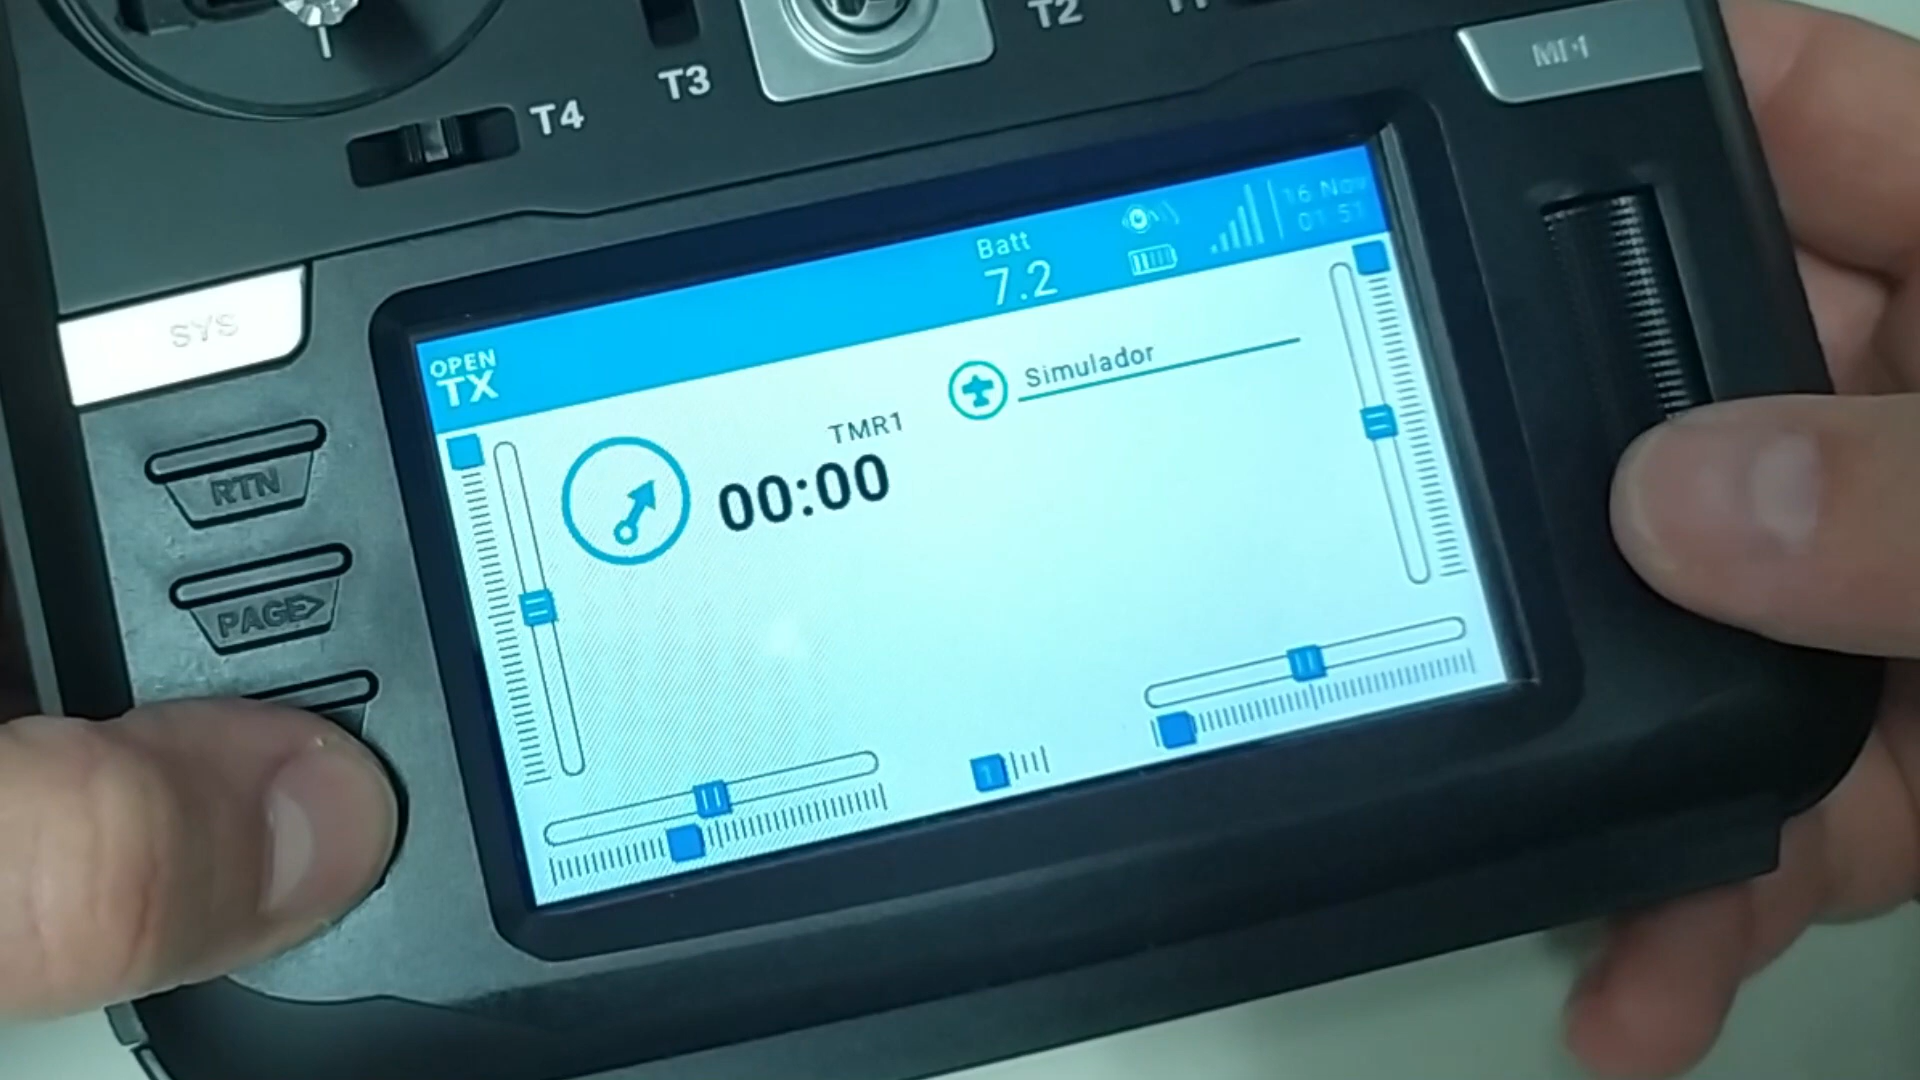 T2
T3
T4
SYS
RTN
PAGE>
OPEN
TX
Batt
7.2
16 Nov
01:51
Simulador
TMR1
00:00
1